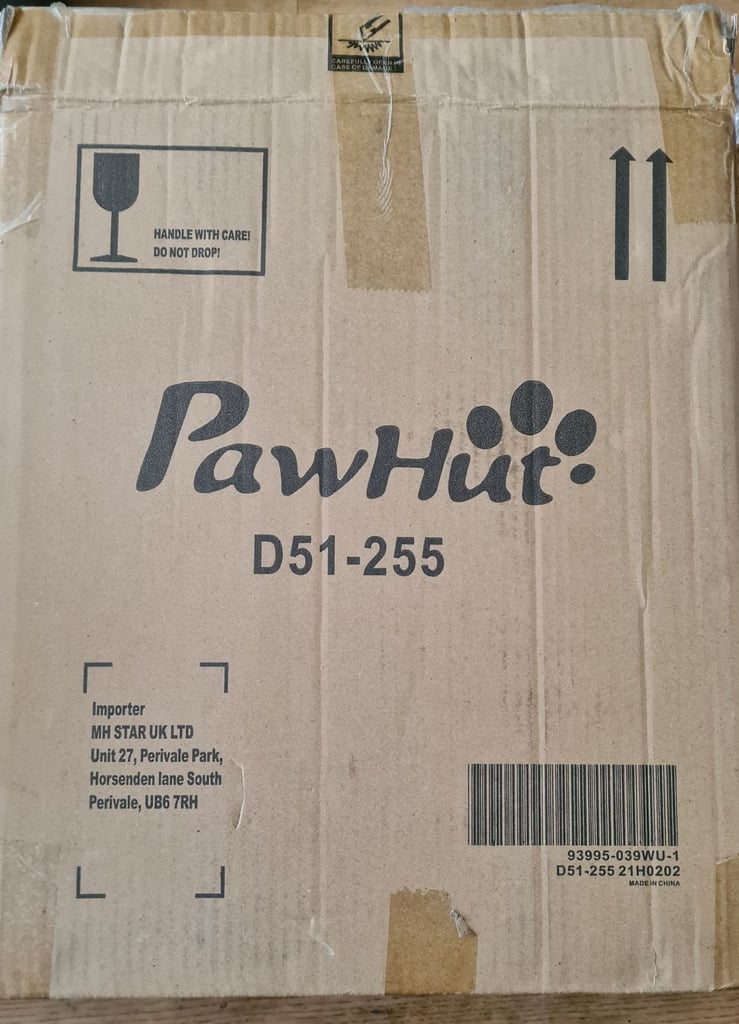 CAREFULLY OPEN IN
CASE OF DAMAGE!
HANDLE WITH CARE!
DO NOT DROP!
PawHut
D51-255
Importer
MH STAR UK LTD
Unit 27, Perivale Park,
Horsenden lane South
Perivale, UB6 7RH
93995-039WU-1
D51-255 21H0202
MADE IN CHINA